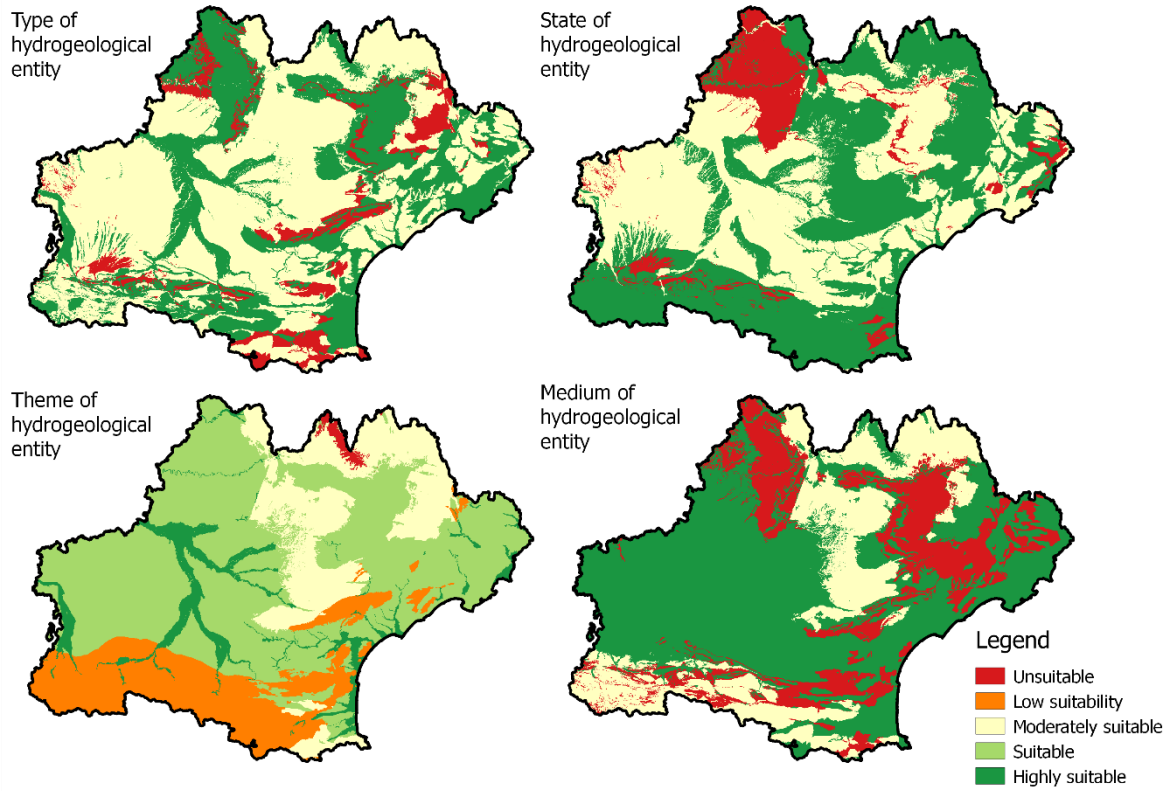 Type of
hydrogeological
entity
State of
hydrogeological
entity
Theme of
hydrogeological
entity
Medium of
hydrogeological
entity
Legend
Unsuitable
Low suitability
Moderately suitable
Suitable
Highly suitable